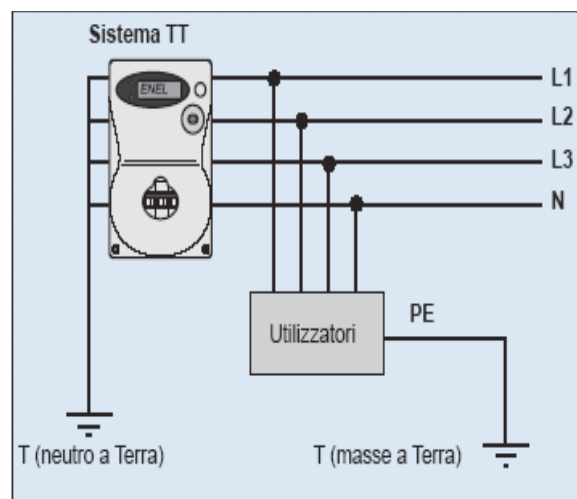 Sistema TT
ENEL
L1
L2
L3
N
PE
Utilizzatori
T (neutro a Terra)
T (masse a Terra)